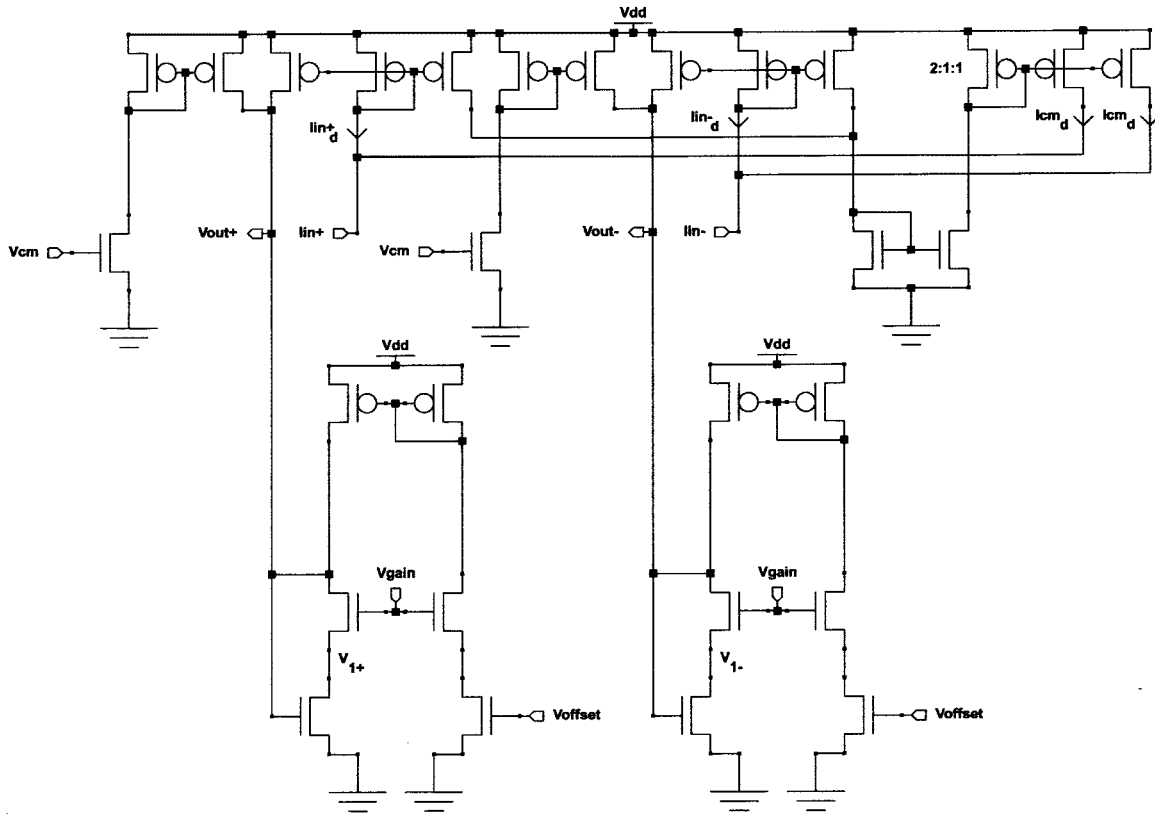 Vdd
2:1:1
Iin+d
Iin-d
Icmd
Icmd
Vcm
Vout+
Iin+
Vcm
Vout-
Iin-
Vdd
Vdd
Vgain
Vgain
V1+
V1-
Voffset
Voffset